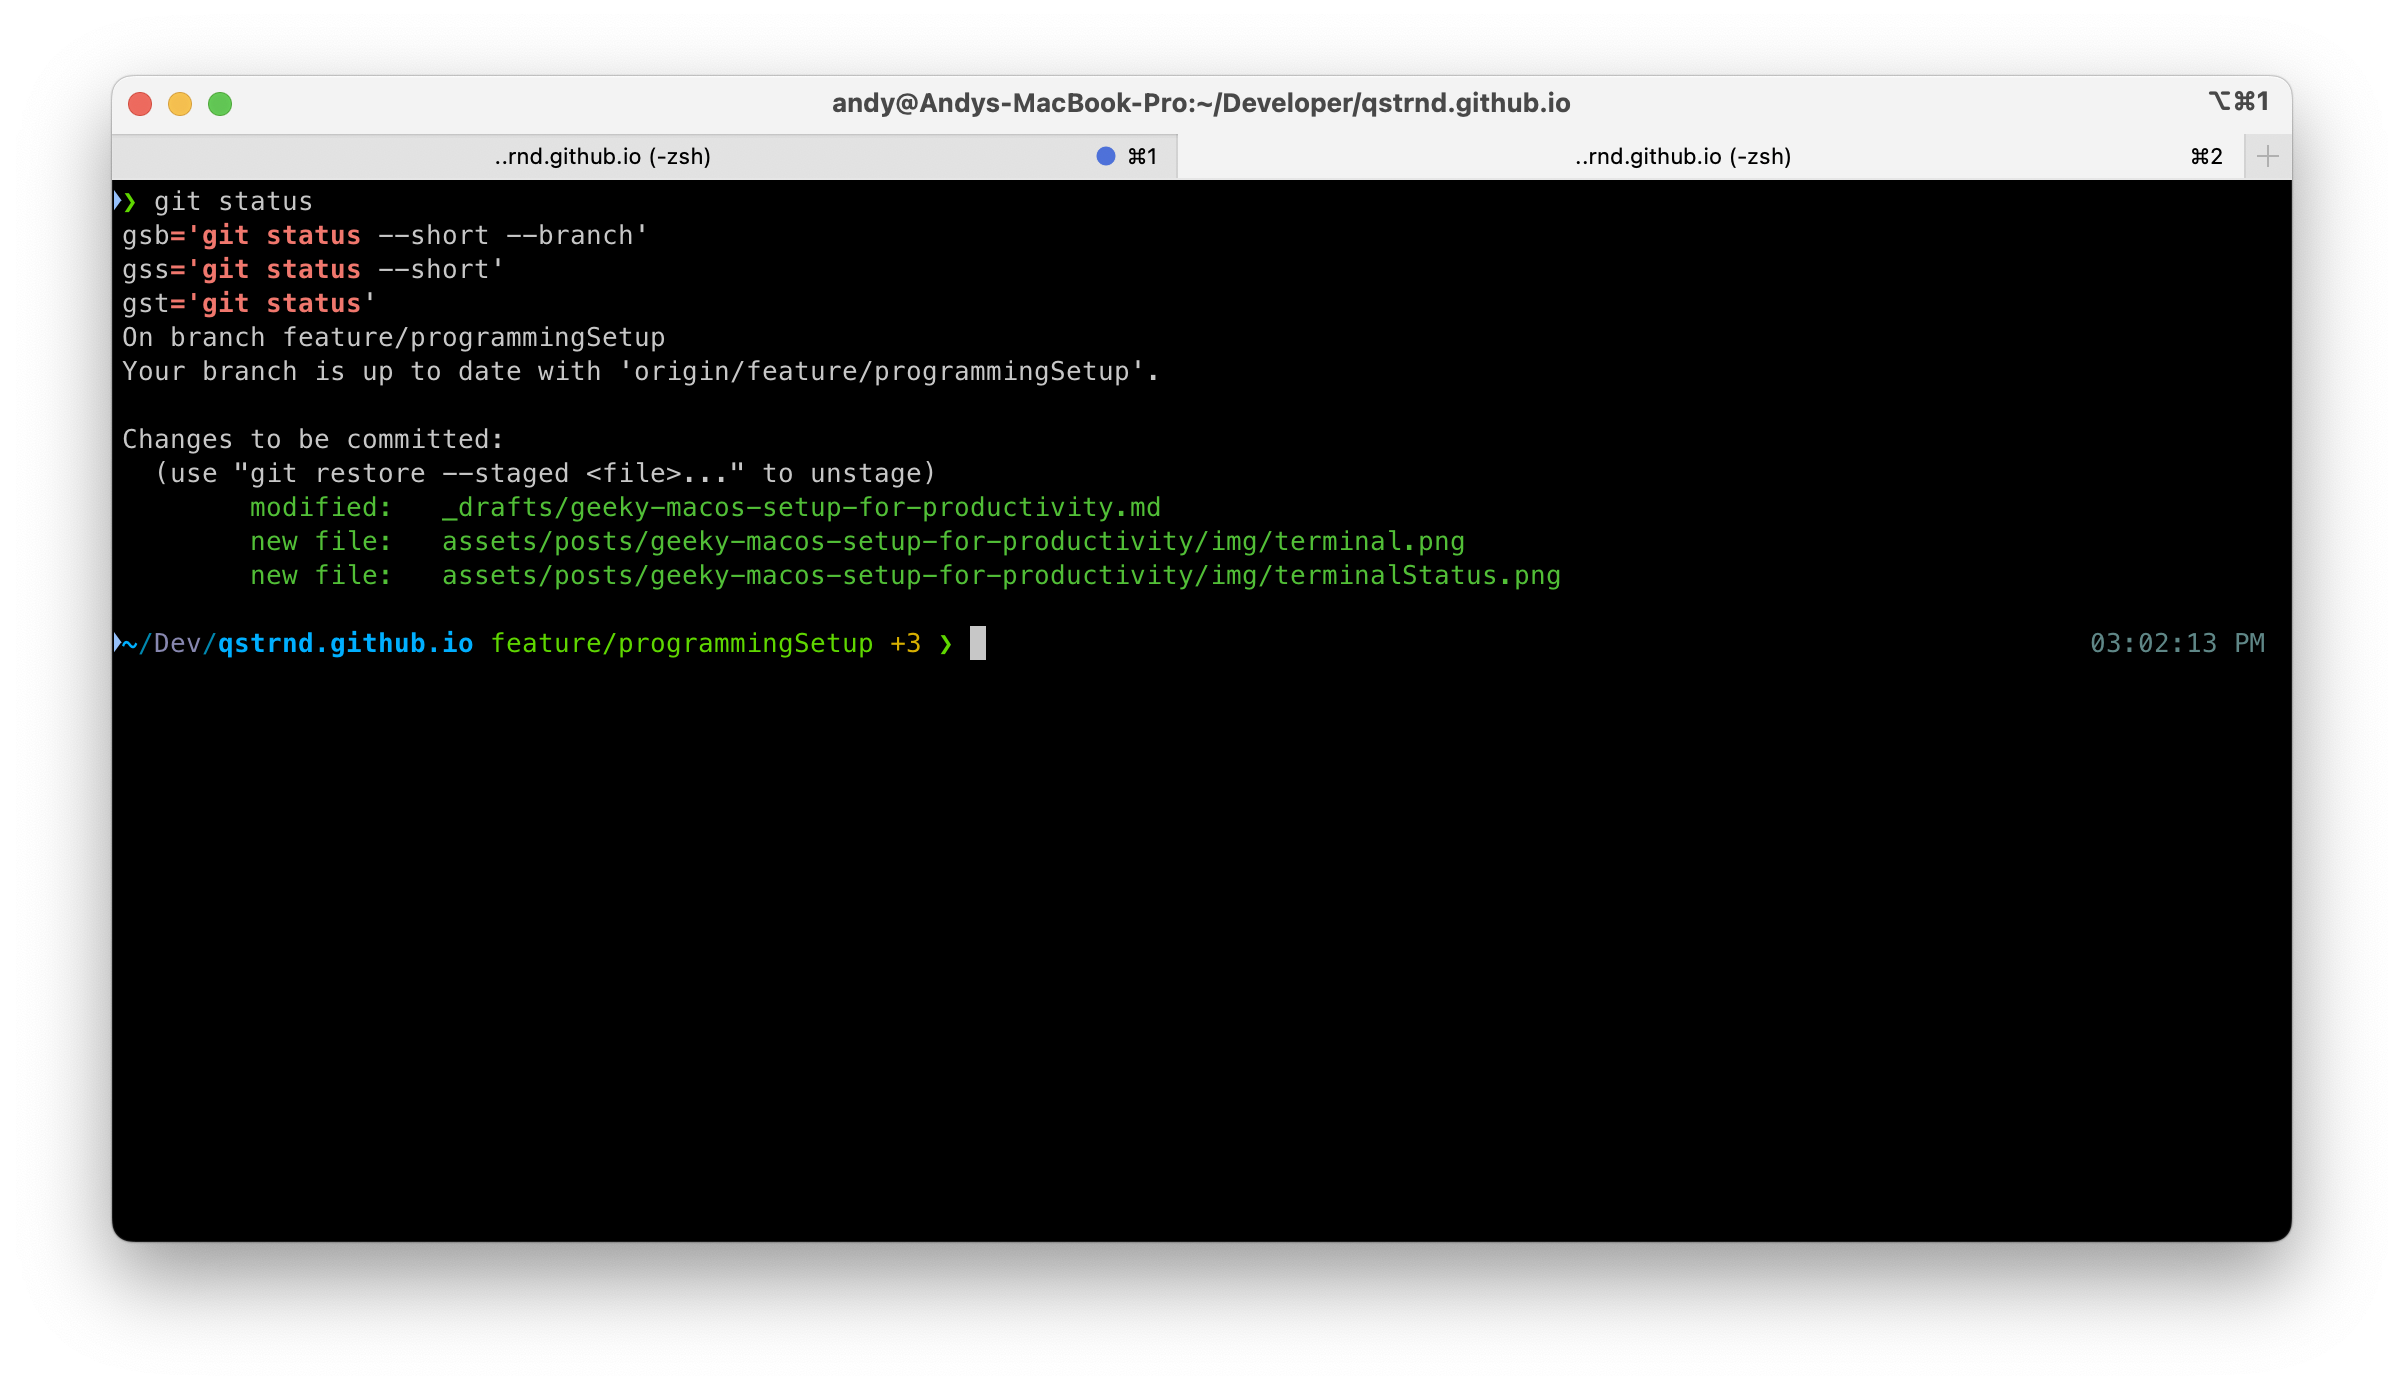 andy@Andys-MacBook-Pro:~/Developer/qstrnd.github.io ⌥⌘1
..rnd.github.io (-zsh) ⌘1 ..rnd.github.io (-zsh) ⌘2
❯ git status
gsb='git status --short --branch'
gss='git status --short'
gst='git status'
On branch feature/programmingSetup
Your branch is up to date with 'origin/feature/programmingSetup'.
Changes to be committed:
  (use "git restore --staged <file>..." to unstage)
        modified:   _drafts/geeky-macos-setup-for-productivity.md
        new file:   assets/posts/geeky-macos-setup-for-productivity/img/terminal.png
        new file:   assets/posts/geeky-macos-setup-for-productivity/img/terminalStatus.png
~/Dev/qstrnd.github.io feature/programmingSetup +3 ❯ 03:02:13 PM